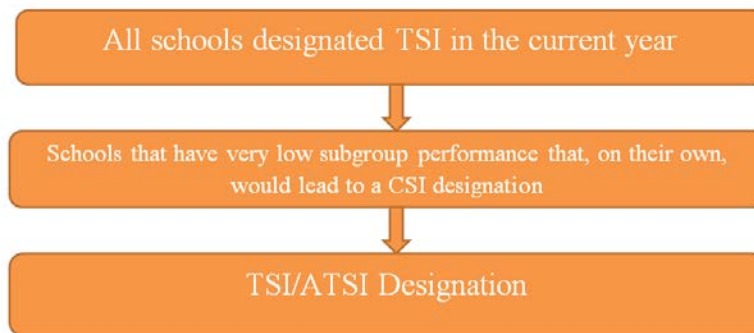 All schools designated TSI in the current year
Schools that have very low subgroup performance that, on their own,
would lead to a CSI designation
TSI/ATSI Designation